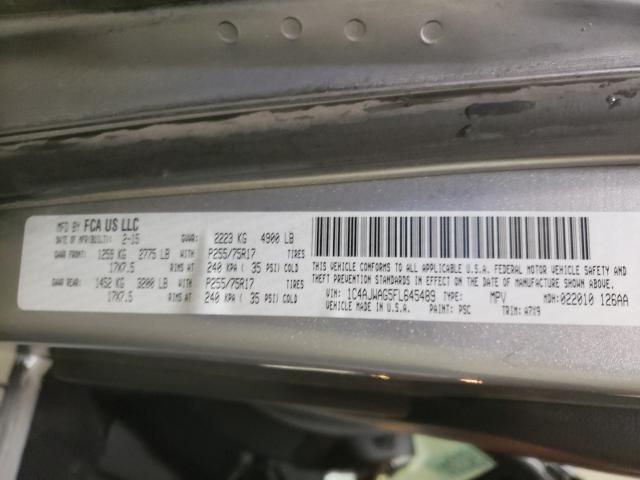 MFD BY FCA US LLC
DATE OF MFR(BUILT): 2-15 GVWR: 2223 KG 4900 LB
GAWR FRONT: 1259 KG 2775 LB P255/75R17 TIRES
17X7.5 RIMS AT 240 KPA ( 35 PSI) COLD
GAWR REAR: 1452 KG 3200 LB P255/75R17 TIRES
17X7.5 RIMS AT 240 KPA ( 35 PSI) COLD
THIS VEHICLE CONFORMS TO ALL APPLICABLE U.S.A. FEDERAL MOTOR VEHICLE SAFETY AND
THEFT PREVENTION STANDARDS IN EFFECT ON THE DATE OF MANUFACTURE SHOWN ABOVE.
VIN: 1C4AJWAG5FL645489 TYPE: MPV MDH: 022010 126AA
VEHICLE MADE IN U.S.A. PAINT: PSC TRIM: A7X9